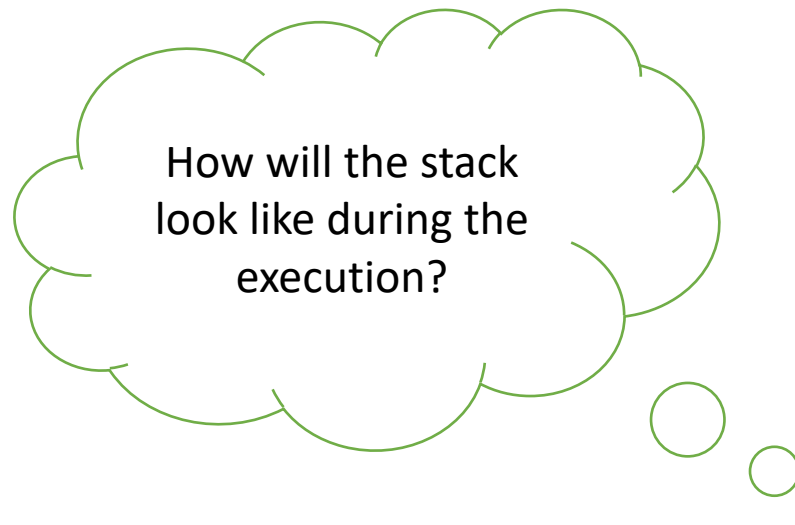 How will the stack
look like during the
execution?